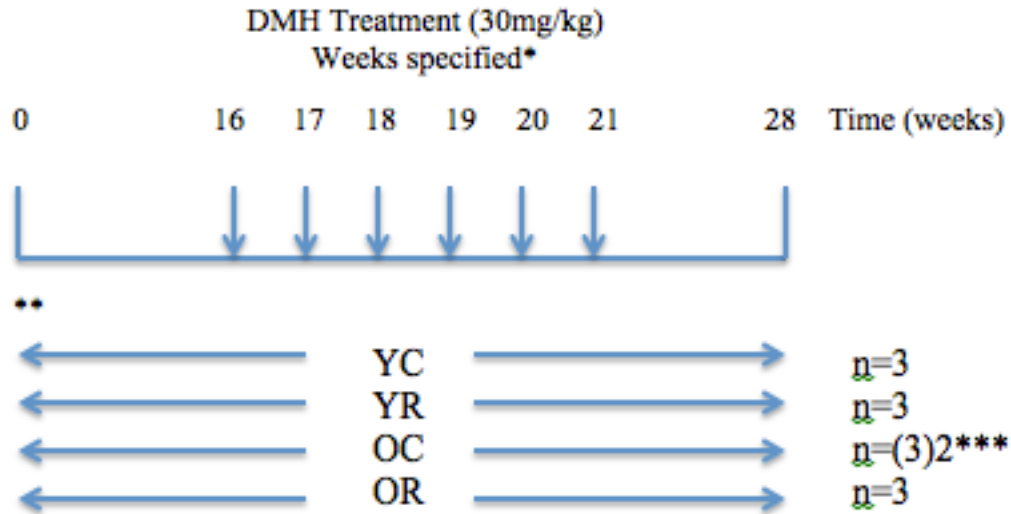 DMH Treatment (30mg/kg)
Weeks specified*
0 16 17 18 19 20 21 28 Time (weeks)
**
YC n=3
YR n=3
OC n=(3)2***
OR n=3